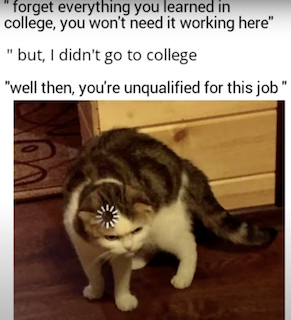 " forget everything you learned in
college, you won't need it working here"
" but, I didn't go to college
"well then, you're unqualified for this job "